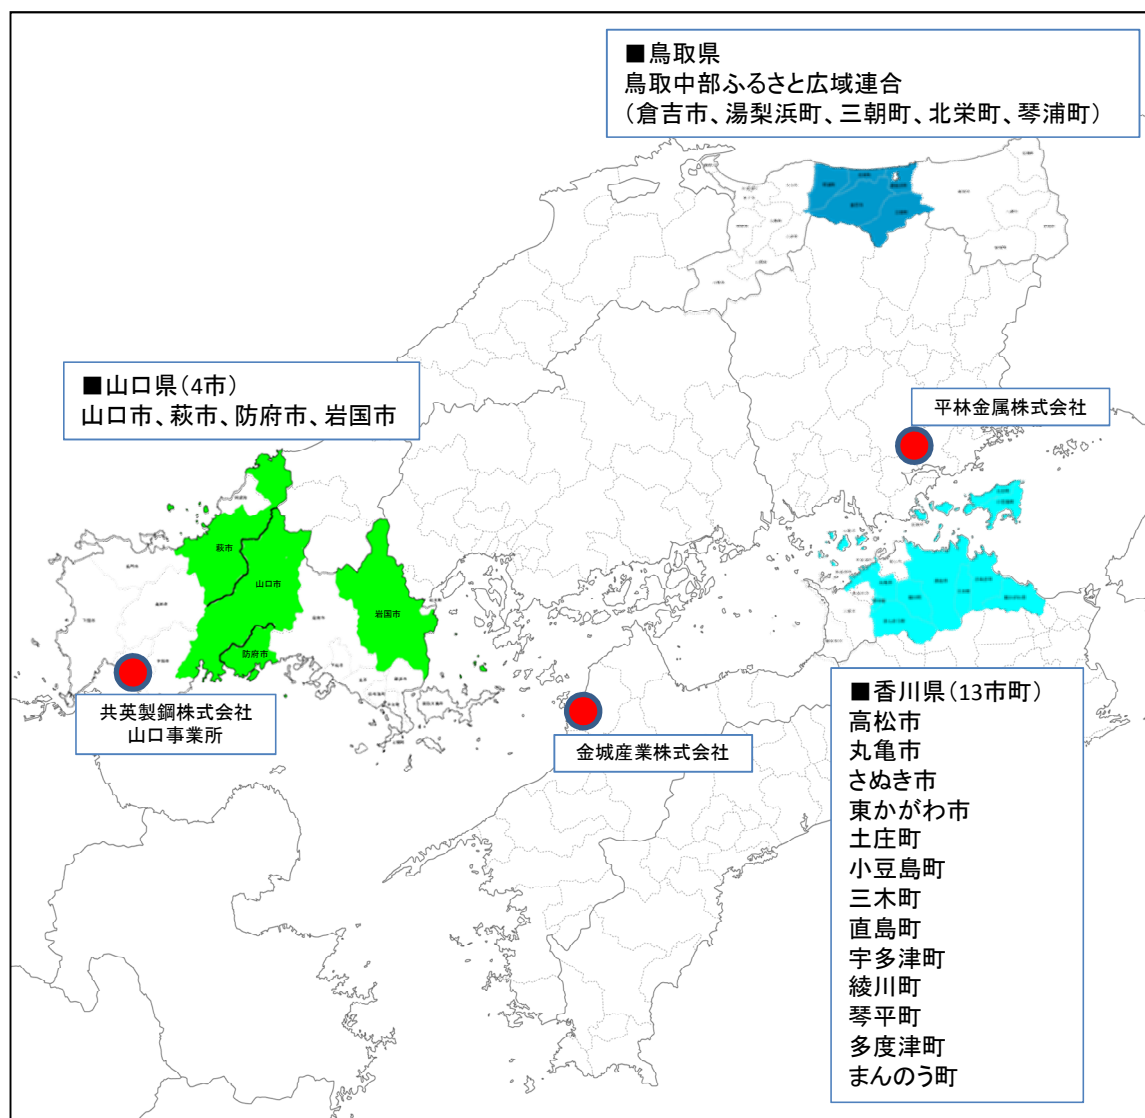 ■鳥取県
鳥取中部ふるさと広域連合
(倉吉市、湯梨浜町、三朝町、北栄町、琴浦町)
■山口県(4市)
山口市、萩市、防府市、岩国市
平林金属株式会社
萩市
山口市
岩国市
防府市
共英製鋼株式会社
山口事業所
金城産業株式会社
■香川県(13市町)
高松市
丸亀市
さぬき市
東かがわ市
土庄町
小豆島町
三木町
直島町
宇多津町
綾川町
琴平町
多度津町
まんのう町